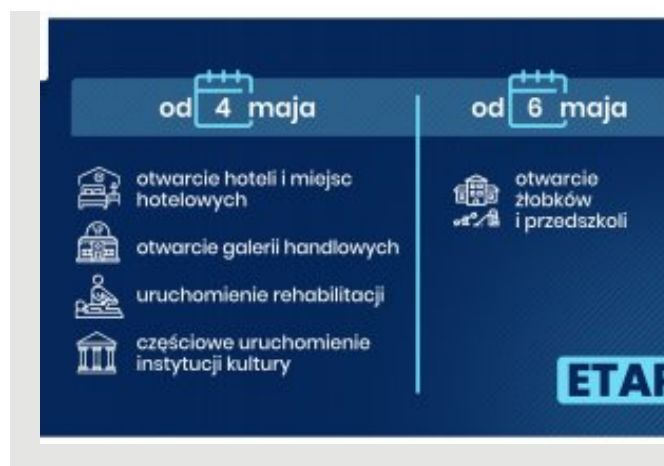 od 4 maja
otwarcie hoteli i miejsc
hotelowych
otwarcie galerii handlowych
uruchomienie rehabilitacji
częściowe uruchomienie
instytucji kultury
od 6 maja
otwarcie
żłobków
i przedszkoli
ETAP